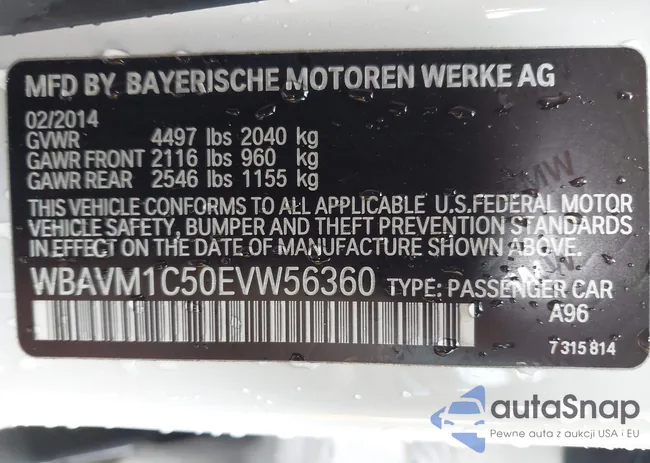 MFD BY BAYERISCHE MOTOREN WERKE AG
02/2014
GVWR 4497 lbs 2040 kg
GAWR FRONT 2116 lbs 960 kg
GAWR REAR 2546 lbs 1155 kg
THIS VEHICLE CONFORMS TO ALL APPLICABLE U.S.FEDERAL MOTOR
VEHICLE SAFETY, BUMPER AND THEFT PREVENTION STANDARDS
IN EFFECT ON THE DATE OF MANUFACTURE SHOWN ABOVE.
WBAVM1C50EVW56360 TYPE: PASSENGER CAR
A96
7 315 814
autaSnap
Pewne auta z aukcji USA i EU